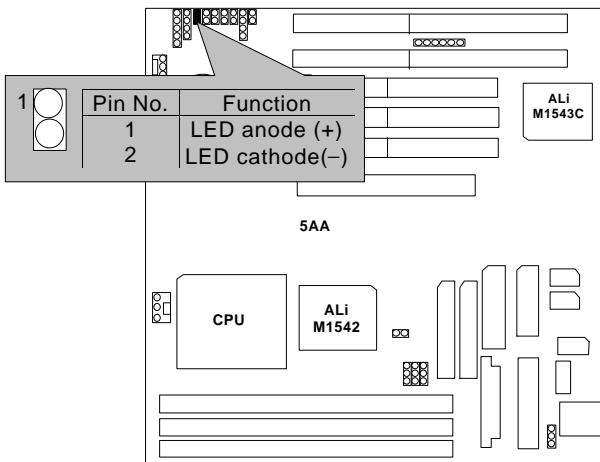 1 Pin No. Function
1 LED anode (+)
2 LED cathode(−)
ALi
M1543C
5AA
CPU
ALi
M1542